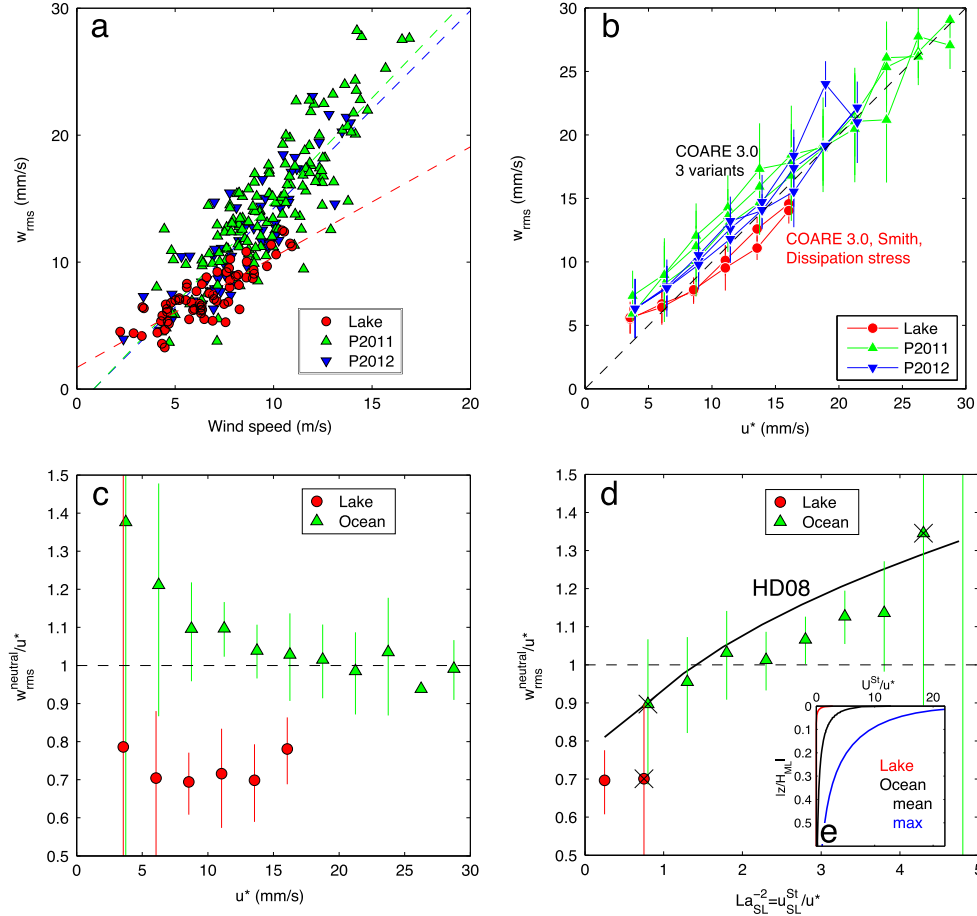 a
30
20
10
0
w_rms (mm/s)
0 5 10 15 20
Wind speed (m/s)
Lake
P2011
P2012
b
30
25
20
15
10
5
0
w_rms (mm/s)
COARE 3.0
3 variants
COARE 3.0, Smith,
Dissipation stress
Lake
P2011
P2012
0 5 10 15 20 25 30
u* (mm/s)
c
1.5
1.4
1.3
1.2
1.1
1
0.9
0.8
0.7
0.6
0.5
w_rms^neutral/u*
Lake
Ocean
0 5 10 15 20 25 30
u* (mm/s)
d
1.5
1.4
1.3
1.2
1.1
1
0.9
0.8
0.7
0.6
0.5
w_rms^neutral/u*
Lake
Ocean
HD08
U^St/u*
0 10 20
0
0.1
0.2
0.3
0.4
0.5
|z/H_ML|
Lake
Ocean
mean
max
e
0 1 2 3 4 5
La_SL^-2=u_SL^St/u*